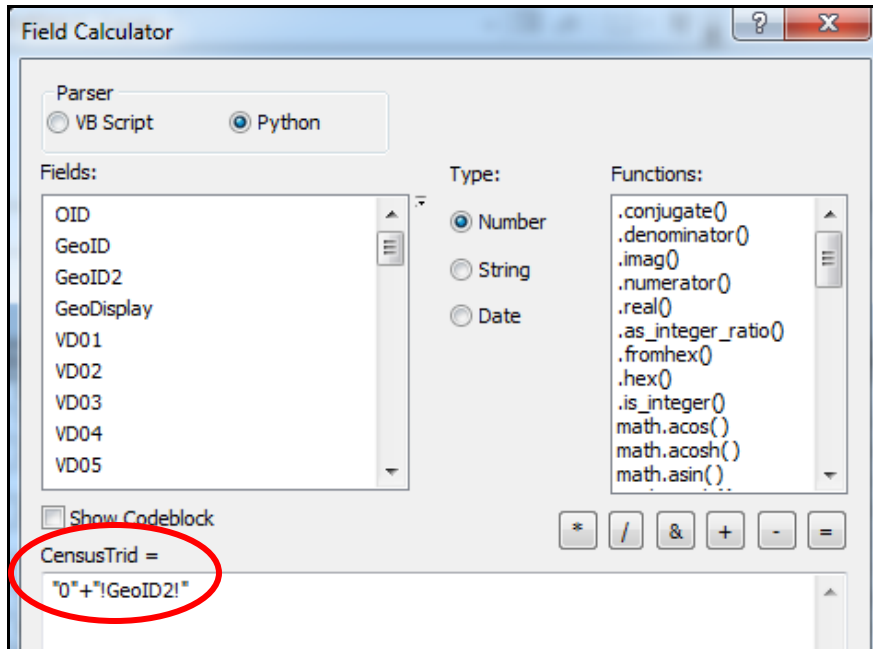 Field Calculator
Parser
VB Script Python
Fields:
OID
GeoID
GeoID2
GeoDisplay
VD01
VD02
VD03
VD04
VD05
Type:
Number
String
Date
Functions:
.conjugate()
.denominator()
.imag()
.numerator()
.real()
.as_integer_ratio()
.fromhex()
.hex()
.is_integer()
math.acos( )
math.acosh( )
math.asin( )
Show Codeblock
* / & + - =
CensusTrid =
"0"+"!GeoID2!"